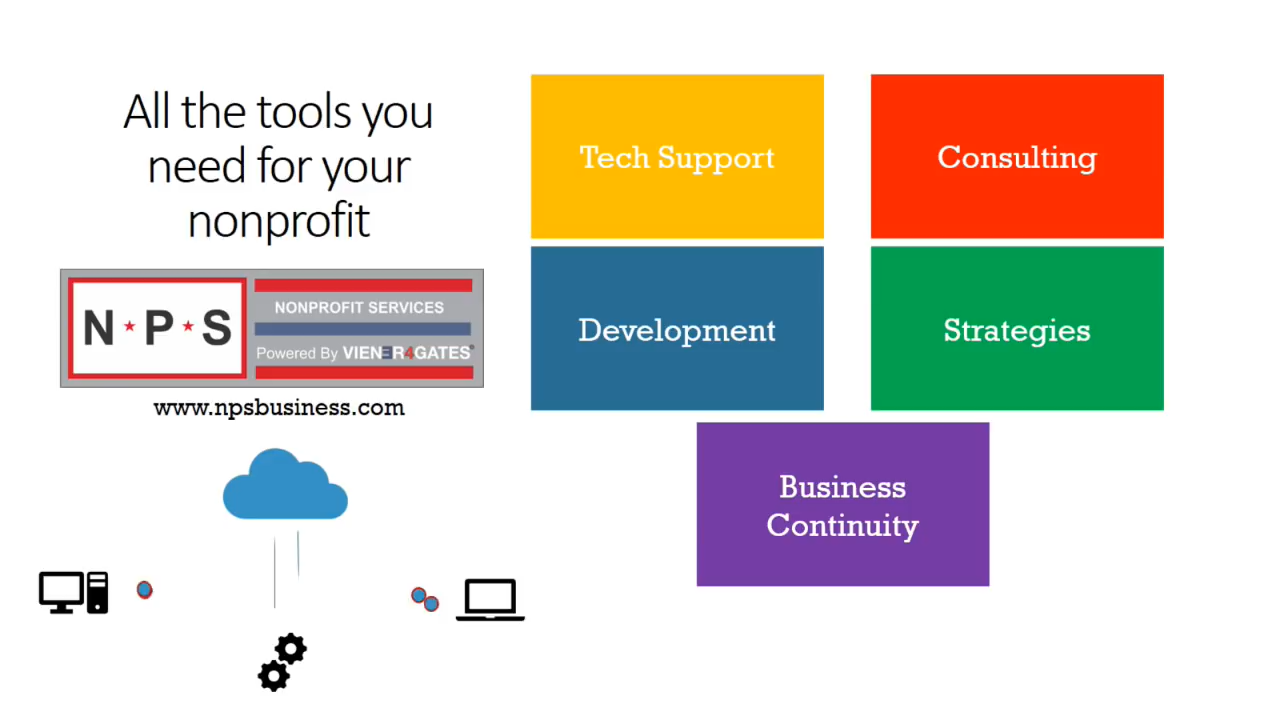 All the tools you
need for your
nonprofit
N★P★S
NONPROFIT SERVICES
Powered By VIENER4GATES®
www.npsbusiness.com
Tech Support
Consulting
Development
Strategies
Business
Continuity